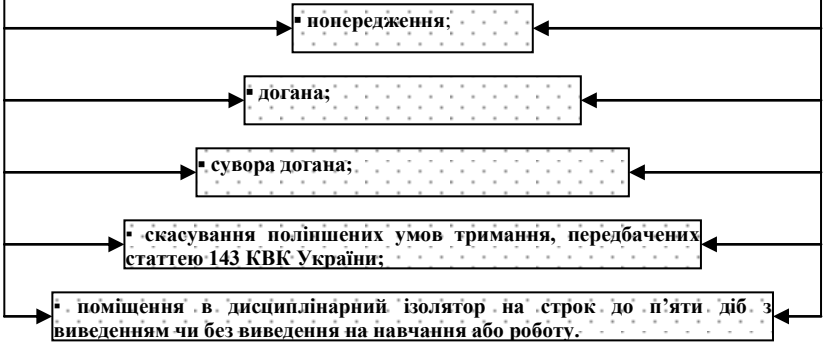 ▪ попередження;
▪ догана;
▪ сувора догана;
▪ скасування поліпшених умов тримання, передбачених
статтею 143 КВК України;
▪ поміщення в дисциплінарний ізолятор на строк до п’яти діб з
виведенням чи без виведення на навчання або роботу.